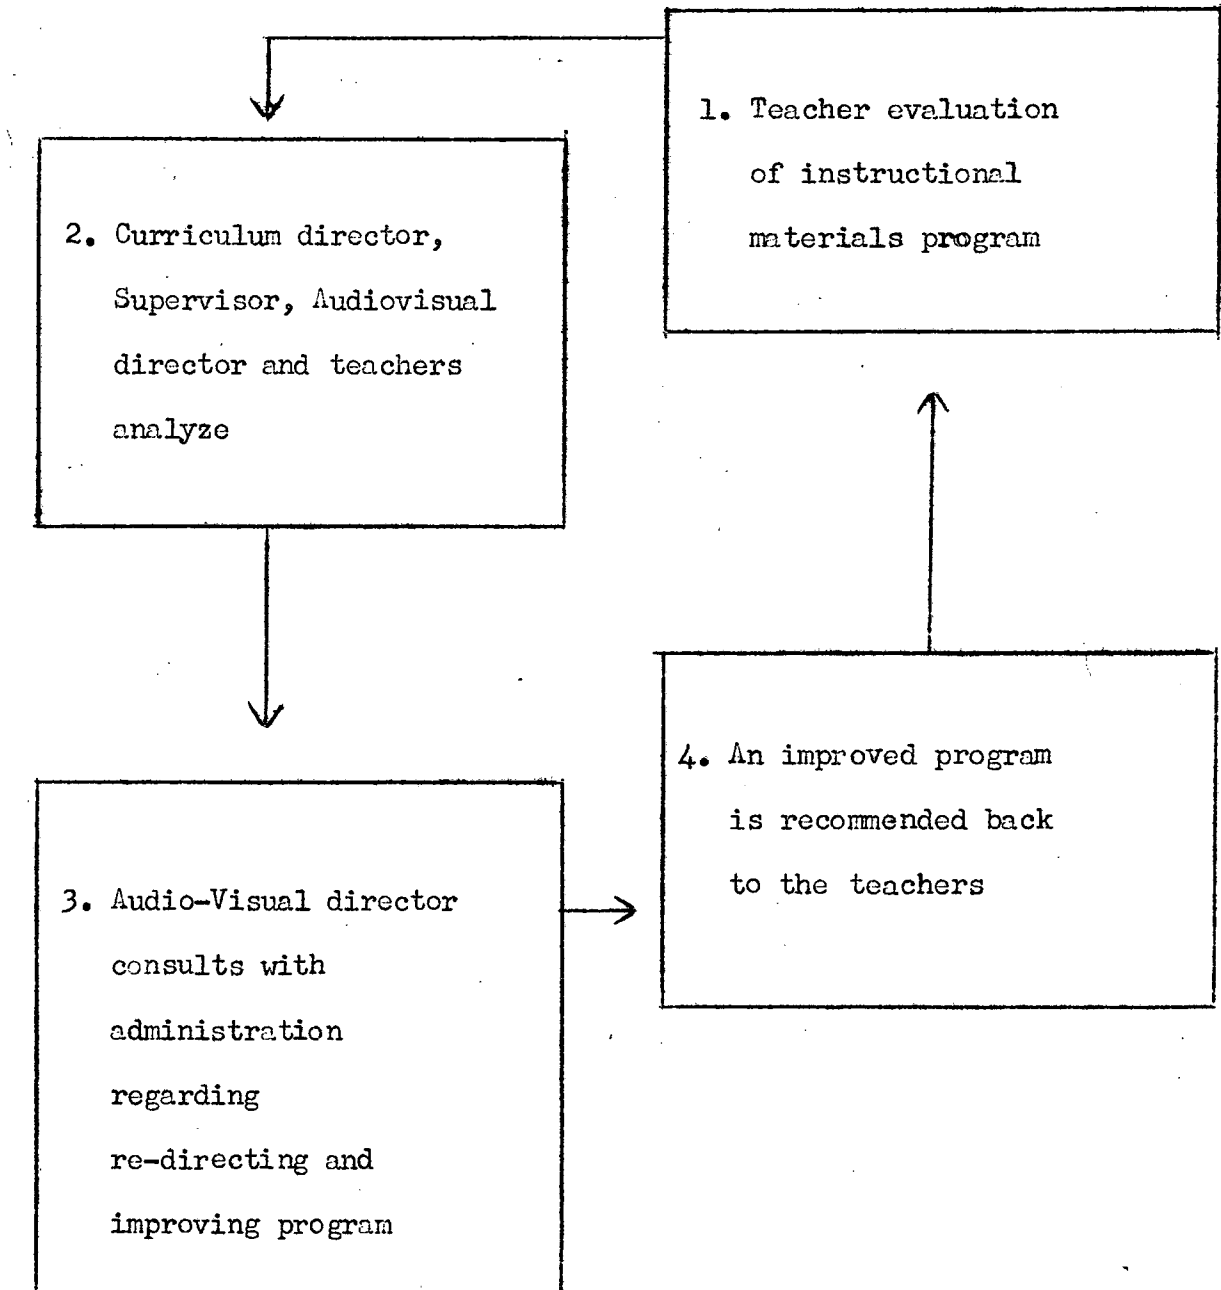 1. Teacher evaluation
of instructional
materials program
2. Curriculum director,
Supervisor, Audiovisual
director and teachers
analyze
3. Audio-Visual director
consults with
administration
regarding
re-directing and
improving program
4. An improved program
is recommended back
to the teachers